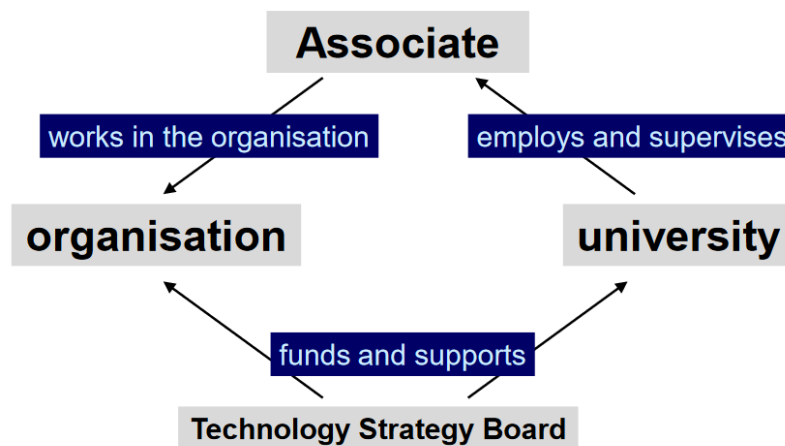 Associate
works in the organisation
employs and supervises
organisation
university
funds and supports
Technology Strategy Board